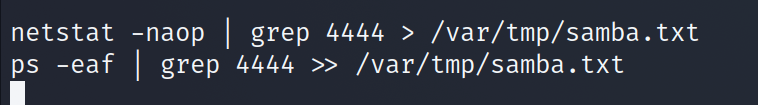 netstat -naop | grep 4444 > /var/tmp/samba.txt
ps -eaf | grep 4444 >> /var/tmp/samba.txt